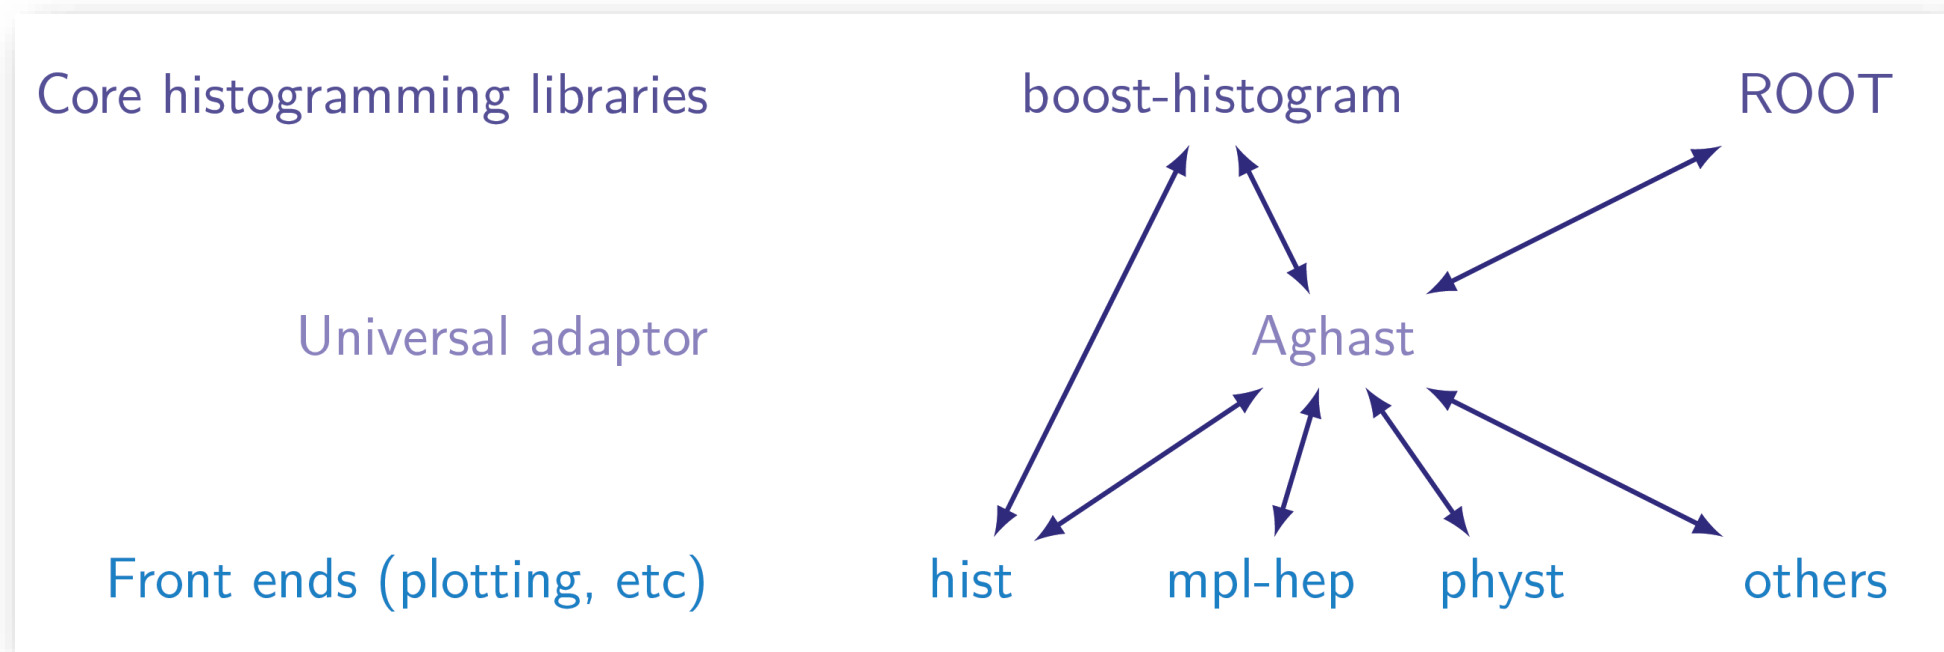 Core histogramming libraries boost-histogram ROOT
Universal adaptor Aghast
Front ends (plotting, etc) hist mpl-hep physt others